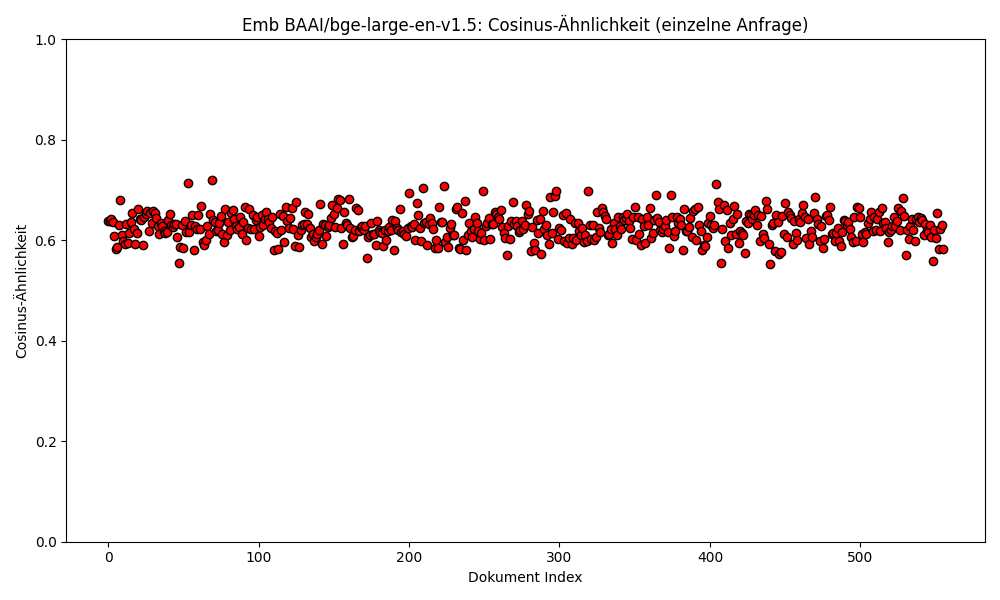 Emb BAAI/bge-large-en-v1.5: Cosinus-Ähnlichkeit (einzelne Anfrage)
1.0
0.8
0.6
0.4
0.2
0.0
Cosinus-Ähnlichkeit
0 100 200 300 400 500
Dokument Index